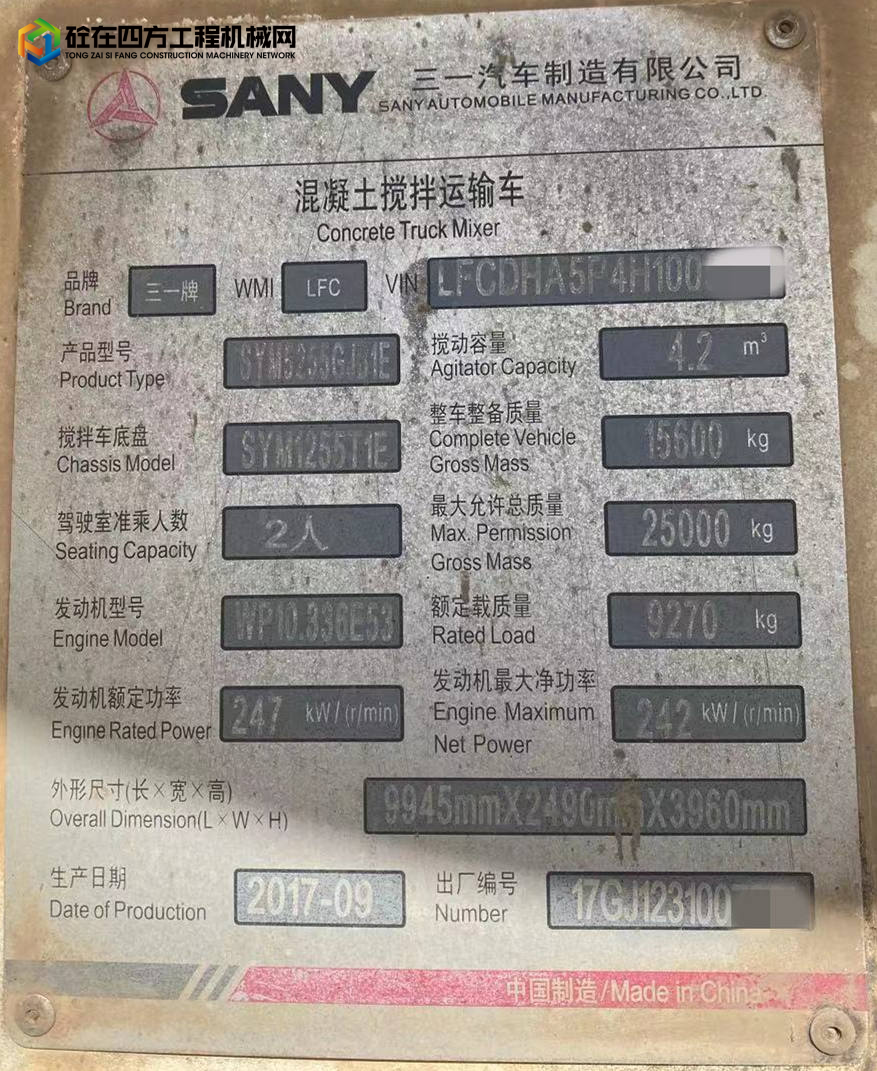 砼在四方工程机械网
TONG ZAI SI FANG CONSTRUCTION MACHINERY NETWORK
SANY 三一汽车制造有限公司
SANY AUTOMOBILE MANUFACTURING CO.,LTD
混凝土搅拌运输车
Concrete Truck Mixer
品牌 Brand 三一牌 WMI LFC VIN LFCDHA5P4H100
产品型号 Product Type
搅动容量 Agitator Capacity 4.2 m³
搅拌车底盘 Chassis Model SYM1255T1E
整车整备质量 Complete Vehicle Gross Mass 15600 kg
驾驶室准乘人数 Seating Capacity 2人
最大允许总质量 Max. Permission Gross Mass 25000 kg
发动机型号 Engine Model WP10.336E53
额定载质量 Rated Load 9270 kg
发动机额定功率 Engine Rated Power 247 kW/(r/min)
发动机最大净功率 Engine Maximum Net Power 242 kW/(r/min)
外形尺寸(长×宽×高) Overall Dimension(L×W×H) 9945mmX2490mmX3960mm
生产日期 Date of Production 2017-09
出厂编号 Number 17GJ123100
中国制造/Made in China